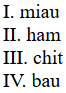 I. miau
II. ham
III. chit
IV. bau